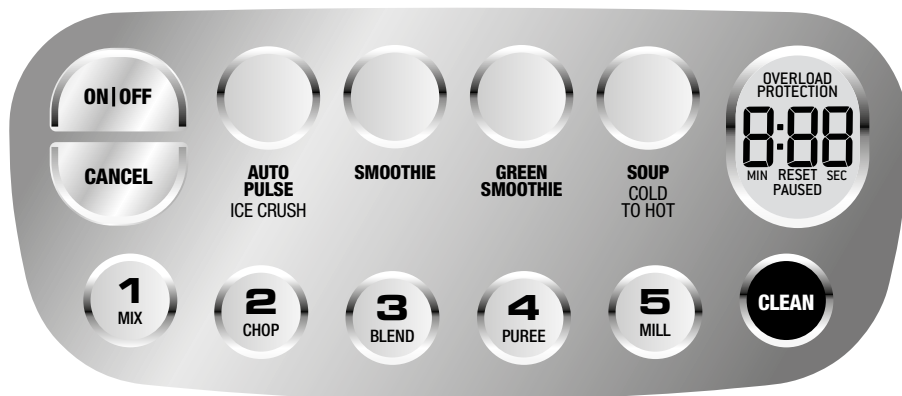 ON|OFF
CANCEL
AUTO
PULSE
ICE CRUSH
SMOOTHIE
GREEN
SMOOTHIE
SOUP
COLD
TO HOT
OVERLOAD
PROTECTION
8:88
MIN RESET SEC
PAUSED
1
MIX
2
CHOP
3
BLEND
4
PUREE
5
MILL
CLEAN